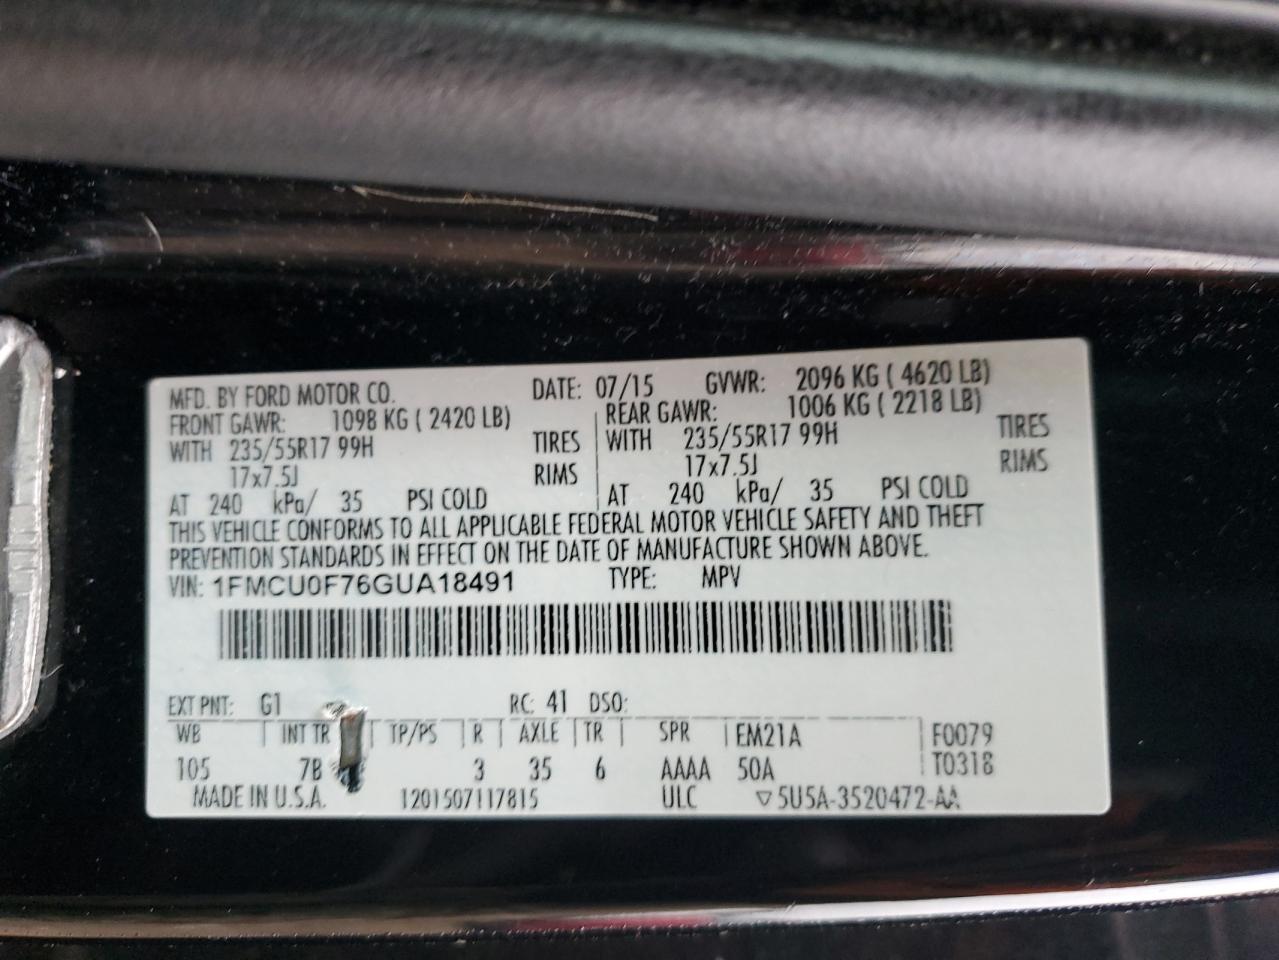 MFD. BY FORD MOTOR CO. DATE: 07/15 GVWR: 2096 KG ( 4620 LB)
FRONT GAWR: 1098 KG ( 2420 LB) REAR GAWR: 1006 KG ( 2218 LB)
WITH 235/55R17 99H TIRES WITH 235/55R17 99H TIRES
17x7.5J RIMS 17x7.5J RIMS
AT 240 kPa/ 35 PSI COLD AT 240 kPa/ 35 PSI COLD
THIS VEHICLE CONFORMS TO ALL APPLICABLE FEDERAL MOTOR VEHICLE SAFETY AND THEFT
PREVENTION STANDARDS IN EFFECT ON THE DATE OF MANUFACTURE SHOWN ABOVE.
VIN: 1FMCU0F76GUA18491 TYPE: MPV
EXT PNT: G1 RC: 41 DSO:
WB INT TR TP/PS R AXLE TR SPR EM21A F0079
105 7B 3 35 6 AAAA 50A T0318
MADE IN U.S.A. 1201507117815 ULC ▽5U5A-3520472-AA